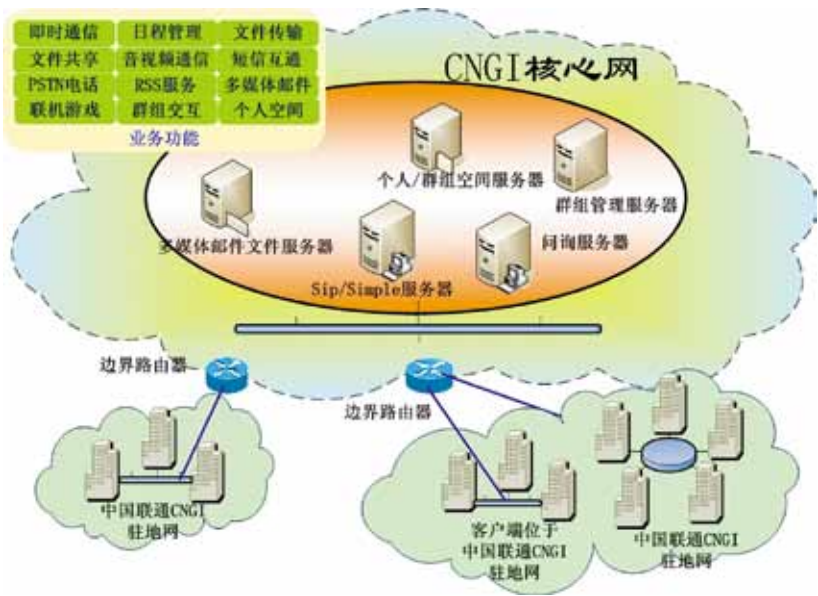 即时通信 日程管理 文件传输
文件共享 音视频通信 短信互通
PSTN电话 RSS服务 多媒体邮件
联机游戏 群组交互 个人空间
业务功能
CNGI核心网
个人/群组空间服务器
群组管理服务器
多媒体邮件文件服务器
问询服务器
Sip/Simple服务器
边界路由器
边界路由器
中国联通CNGI
驻地网
客户端位于
中国联通CNGI
驻地网
中国联通CNGI
驻地网